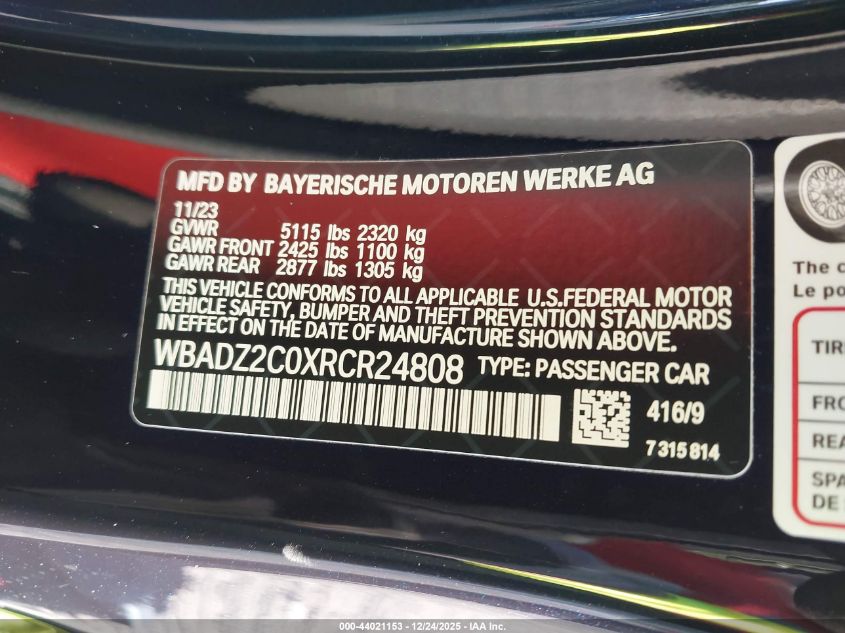 MFD BY BAYERISCHE MOTOREN WERKE AG
11/23
GVWR 5115 lbs 2320 kg
GAWR FRONT 2425 lbs 1100 kg
GAWR REAR 2877 lbs 1305 kg
THIS VEHICLE CONFORMS TO ALL APPLICABLE U.S.FEDERAL MOTOR
VEHICLE SAFETY, BUMPER AND THEFT PREVENTION STANDARDS
IN EFFECT ON THE DATE OF MANUFACTURE SHOWN ABOVE.
WBADZ2C0XRCR24808 TYPE: PASSENGER CAR
416/9
7315814
The c
Le po
TIR
FRO
REA
SPA
DE
000-44021153 - 12/24/2025 - IAA Inc.